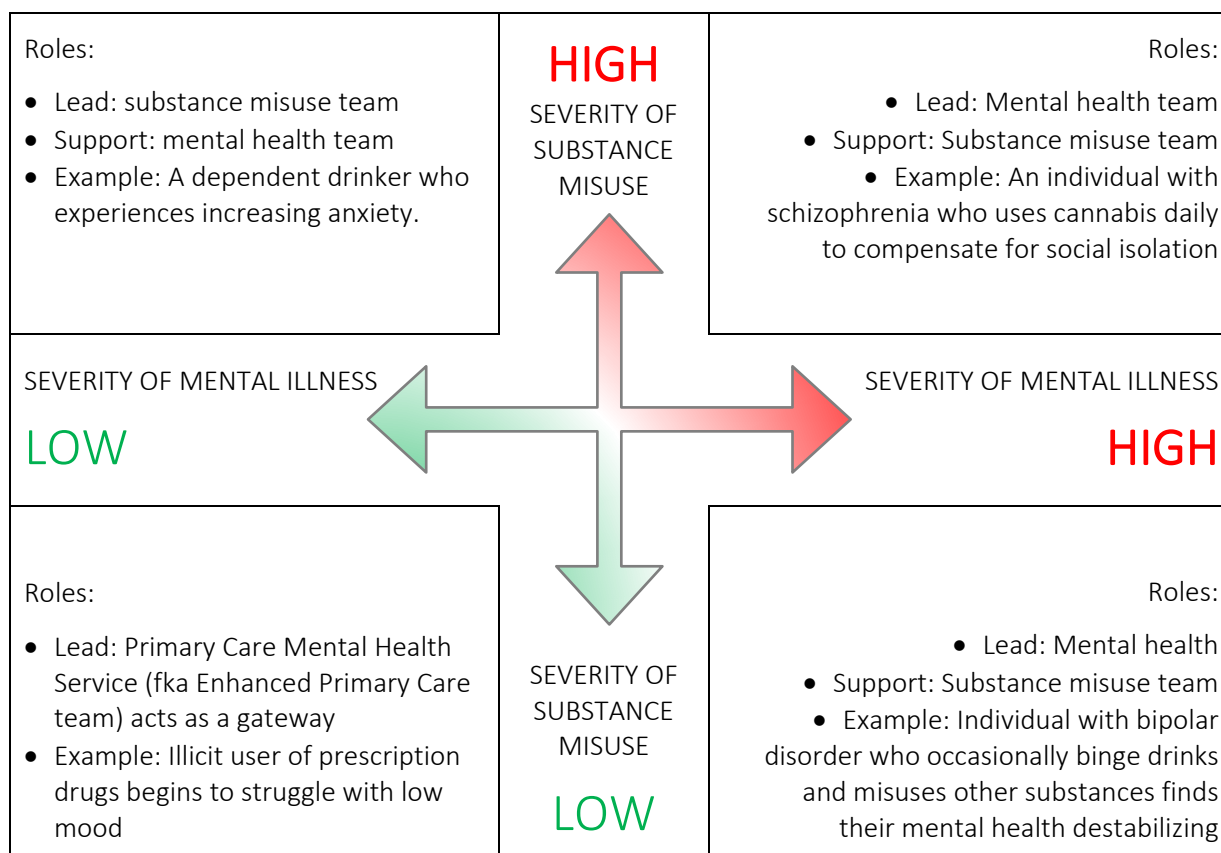 Roles:
• Lead: substance misuse team
• Support: mental health team
• Example: A dependent drinker who
experiences increasing anxiety.
HIGH
SEVERITY OF
SUBSTANCE
MISUSE
Roles:
• Lead: Mental health team
• Support: Substance misuse team
• Example: An individual with
schizophrenia who uses cannabis daily
to compensate for social isolation
SEVERITY OF MENTAL ILLNESS
LOW
SEVERITY OF MENTAL ILLNESS
HIGH
Roles:
• Lead: Primary Care Mental Health
Service (fka Enhanced Primary Care
team) acts as a gateway
• Example: Illicit user of prescription
drugs begins to struggle with low
mood
SEVERITY OF
SUBSTANCE
MISUSE
LOW
Roles:
• Lead: Mental health
• Support: Substance misuse team
• Example: Individual with bipolar
disorder who occasionally binge drinks
and misuses other substances finds
their mental health destabilizing